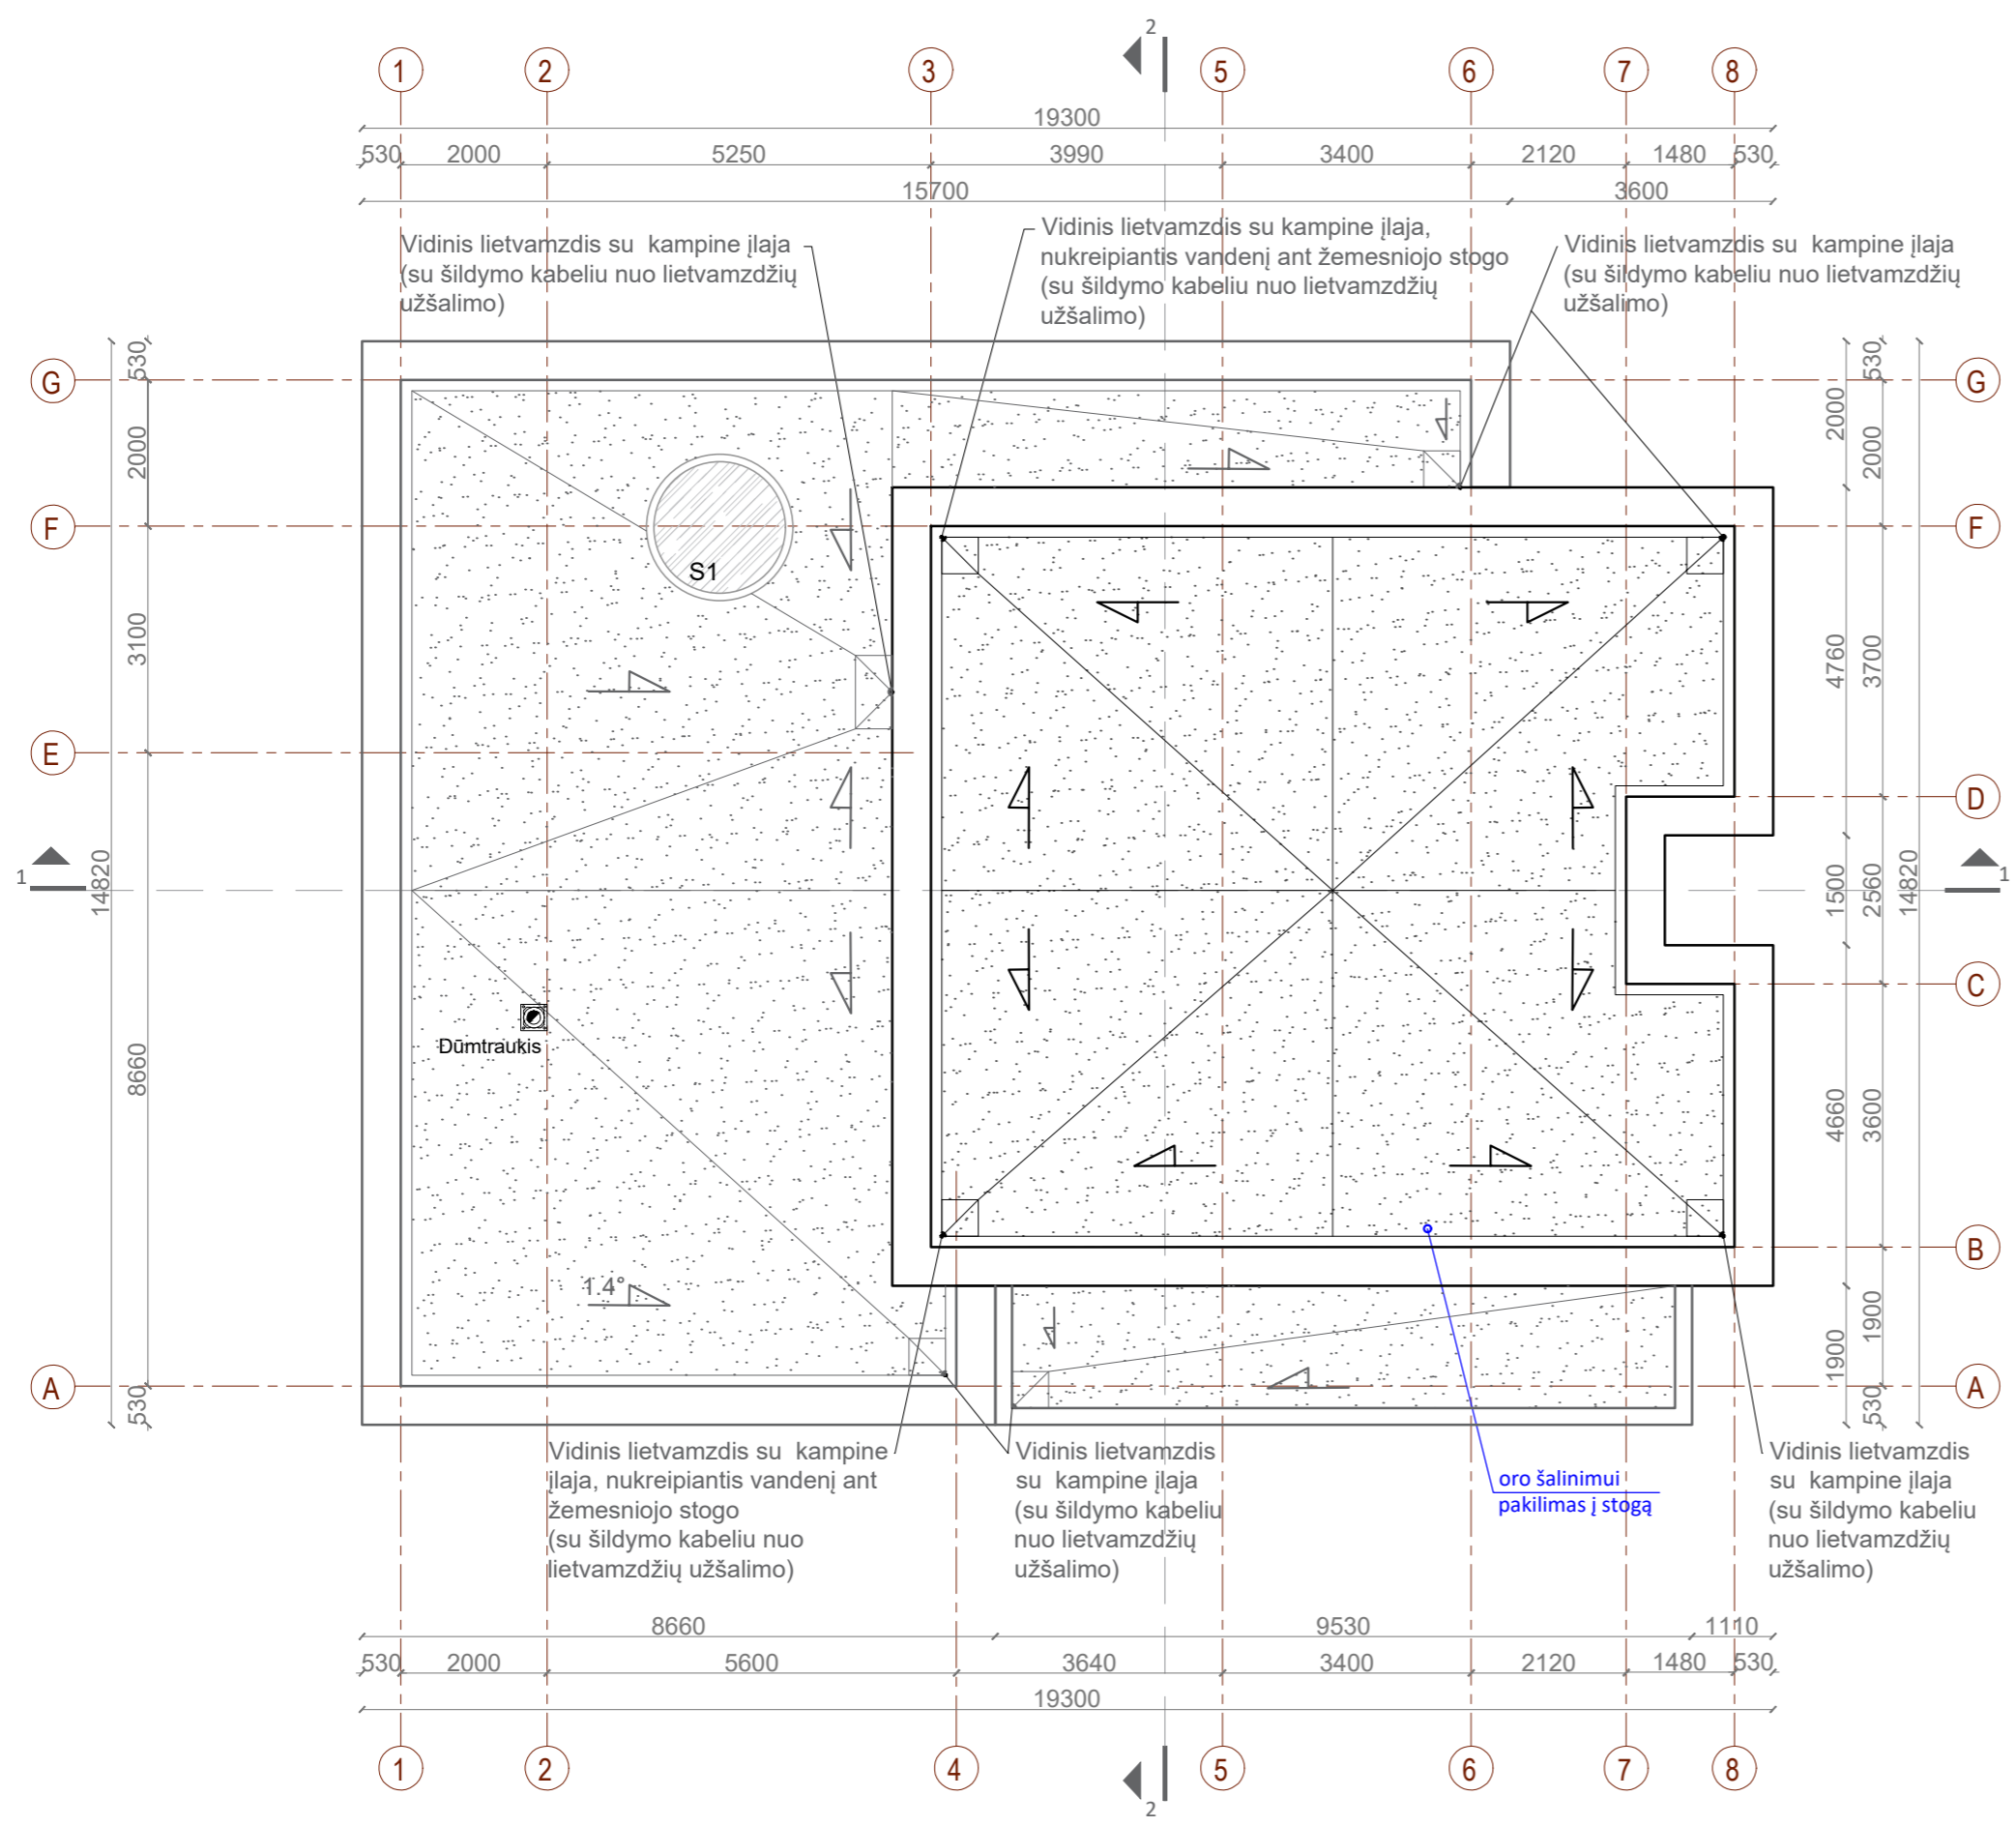 2
1 2 3 5 6 7 8
19300
530 2000 5250 3990 3400 2120 1480 530
15700 3600
Vidinis lietvamzdis su kampine įlaja
(su šildymo kabeliu nuo lietvamzdžių
užšalimo)
Vidinis lietvamzdis su kampine įlaja,
nukreipiantis vandenį ant žemesniojo stogo
(su šildymo kabeliu nuo lietvamzdžių
užšalimo)
Vidinis lietvamzdis su kampine įlaja
(su šildymo kabeliu nuo lietvamzdžių
užšalimo)
G
F
E
A
530
2000
3100
8660
530
14820
1
S1
Dūmtraukis
1.4°
2000
4760
1500
4660
1900
530
2000
3700
2560
3600
1900
530
14820
G
F
D
1
C
B
A
Vidinis lietvamzdis su kampine
įlaja, nukreipiantis vandenį ant
žemesniojo stogo
(su šildymo kabeliu nuo
lietvamzdžių užšalimo)
Vidinis lietvamzdis
su kampine įlaja
(su šildymo kabeliu
nuo lietvamzdžių
užšalimo)
oro šalinimui
pakilimas į stogą
Vidinis lietvamzdis
su kampine įlaja
(su šildymo kabeliu
nuo lietvamzdžių
užšalimo)
8660 9530 1110
530 2000 5600 3640 3400 2120 1480 530
19300
1 2 4 5 6 7 8
2